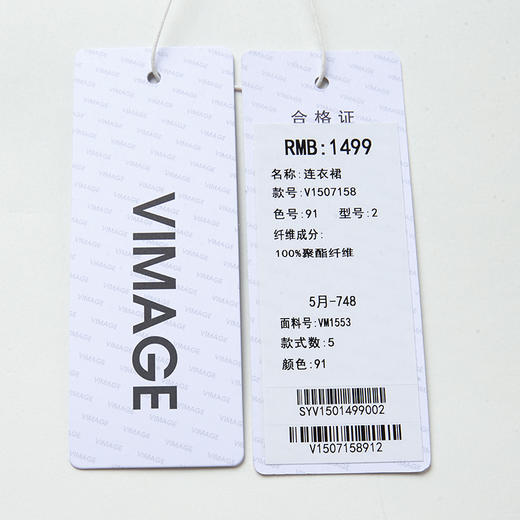 VIMAGE
合格证
RMB:1499
名称:连衣裙
款号:V1507158
色号:91 型号:2
纤维成分:
100%聚酯纤维
5月-748
面料号:VM1553
款式数:5
颜色:91
SYV1501499002
V1507158912